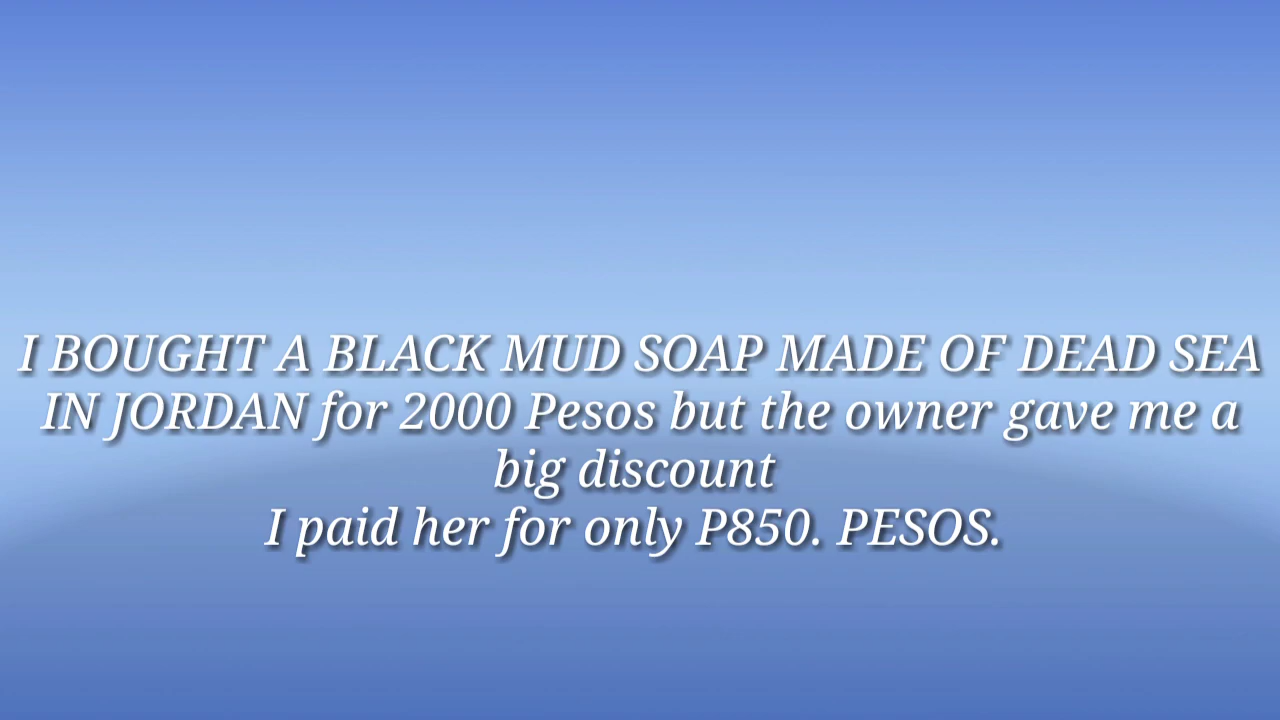 I BOUGHT A BLACK MUD SOAP MADE OF DEAD SEA
IN JORDAN for 2000 Pesos but the owner gave me a
big discount
I paid her for only P850. PESOS.